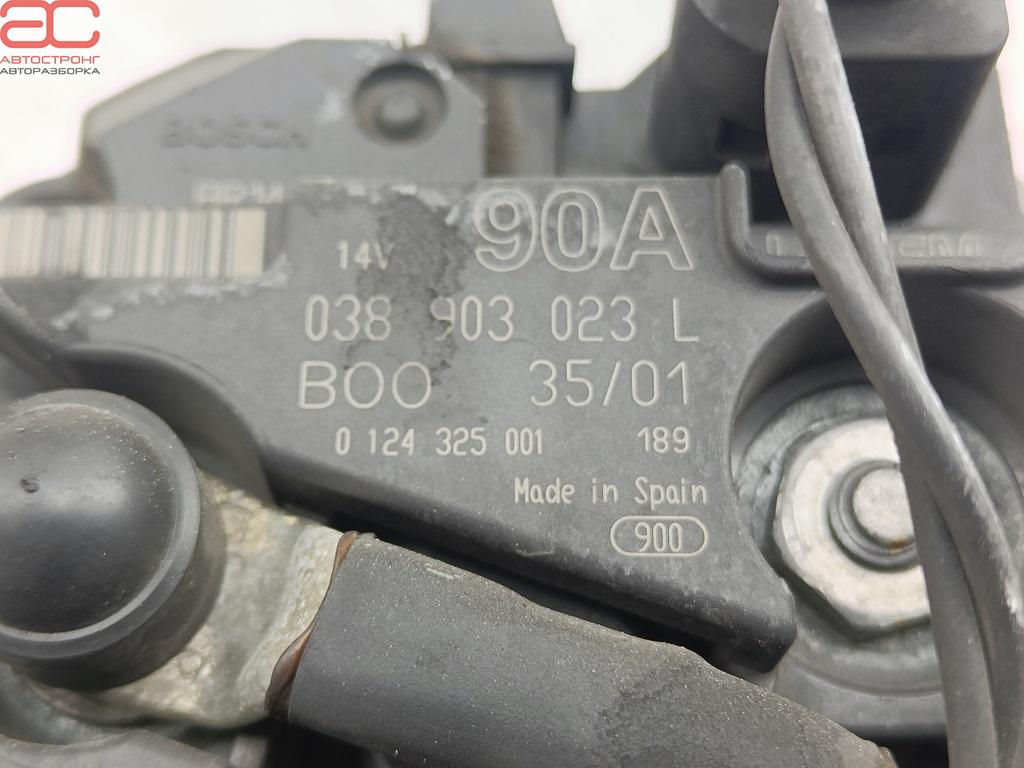 ac
АВТОСТРОНГ
АВТОРАЗБОРКА
BOSCH
14V 90A
038 903 023 L
BOO 35/01
0 124 325 001 189
Made in Spain
900